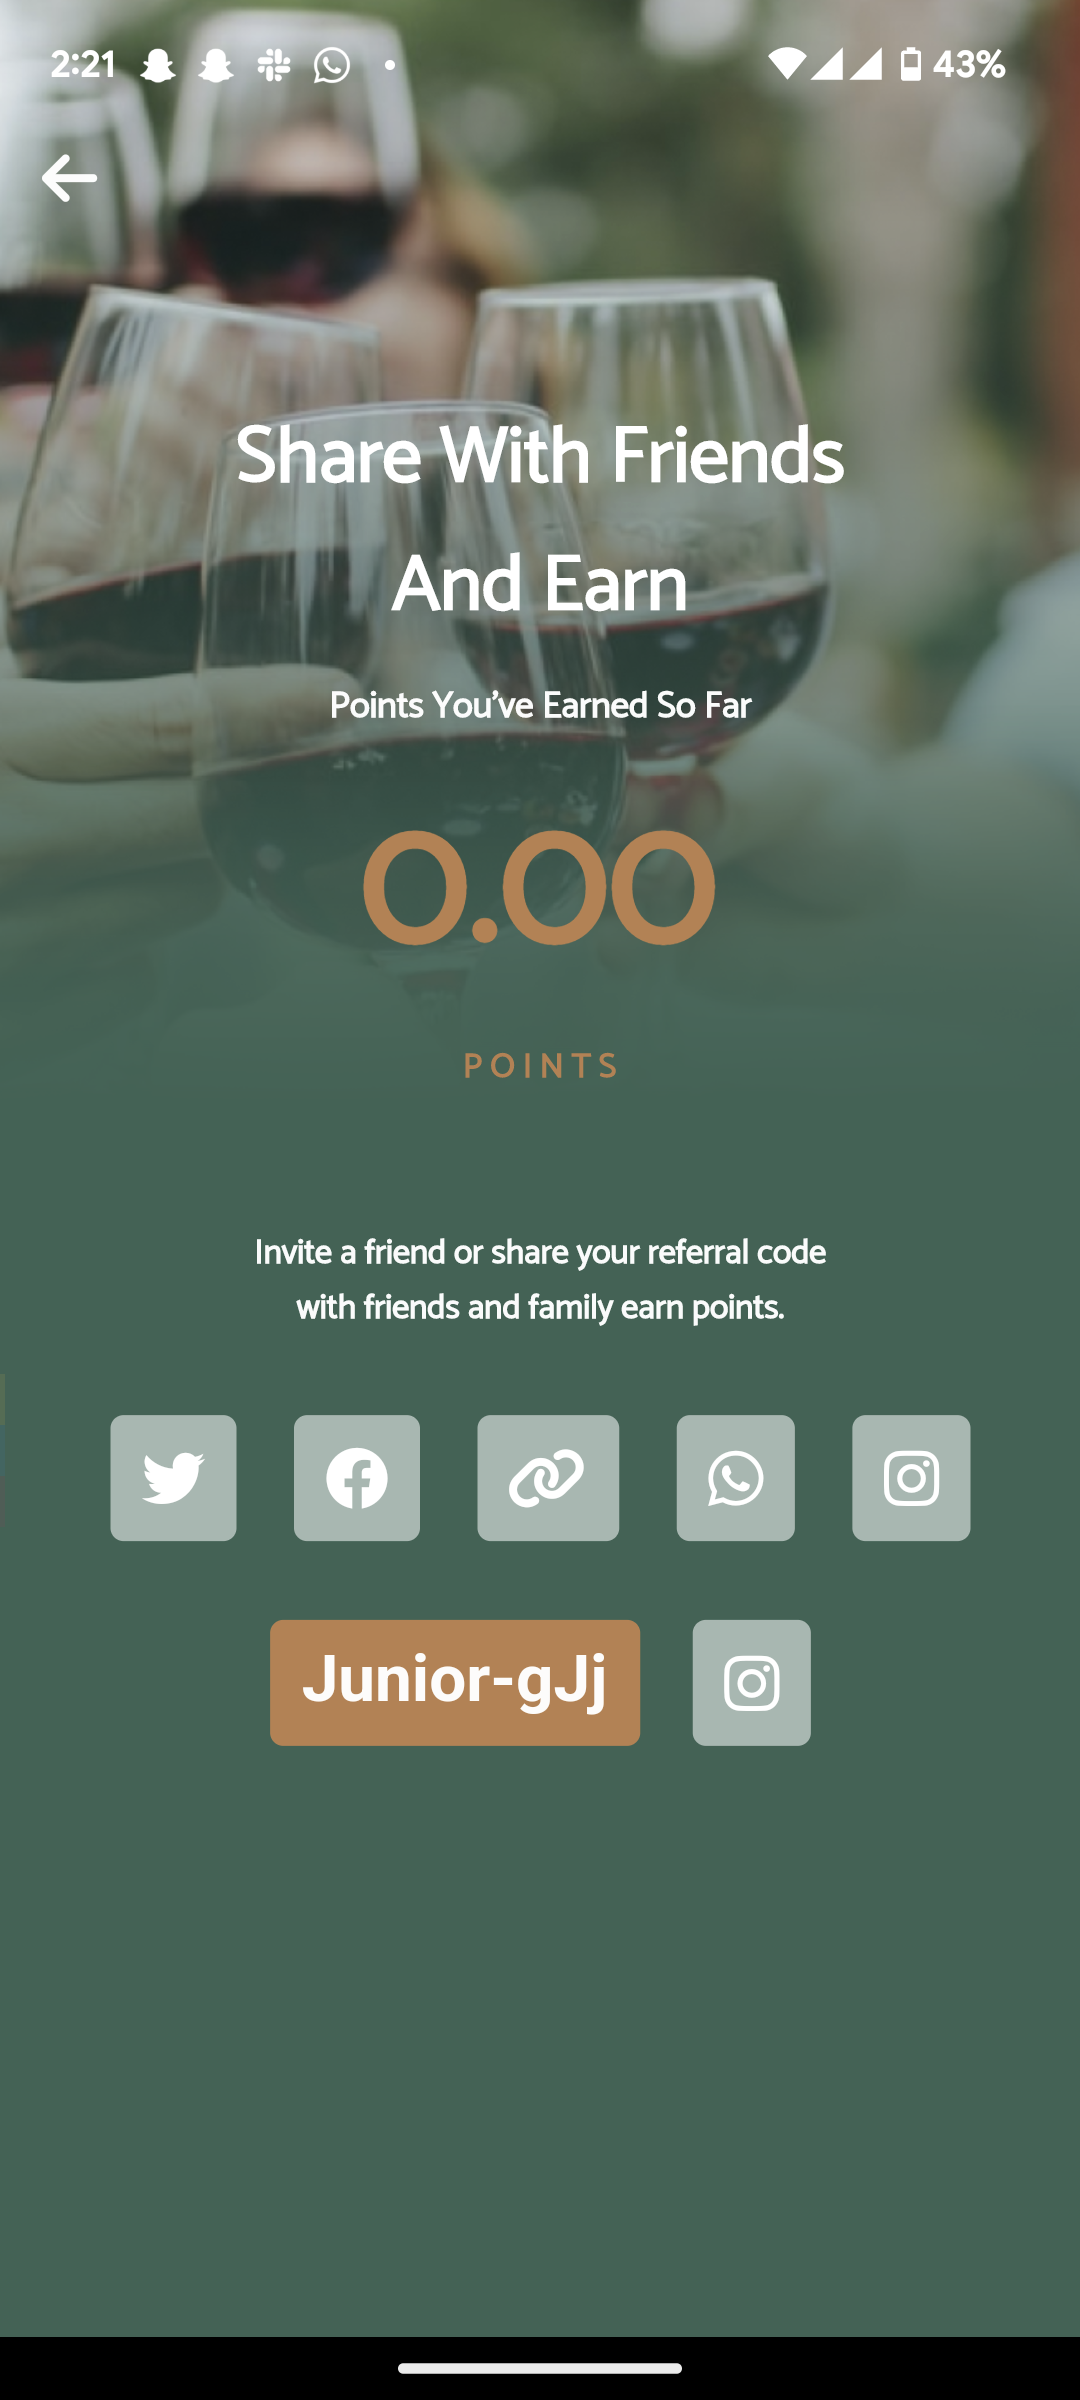 2:21
43%
Share With Friends
And Earn
Points You've Earned So Far
0.00
POINTS
Invite a friend or share your referral code
with friends and family earn points.
Junior-gJj